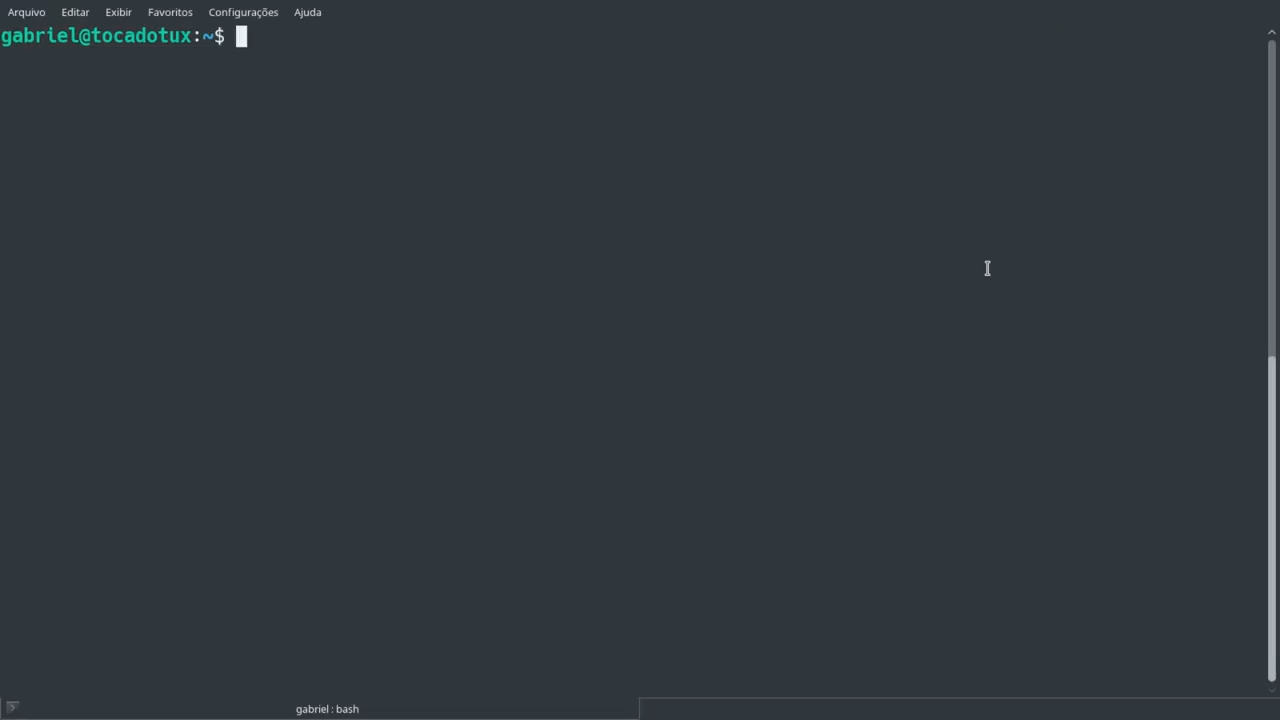 Arquivo Editar Exibir Favoritos Configurações Ajuda
gabriel@tocadotux:~$
gabriel : bash